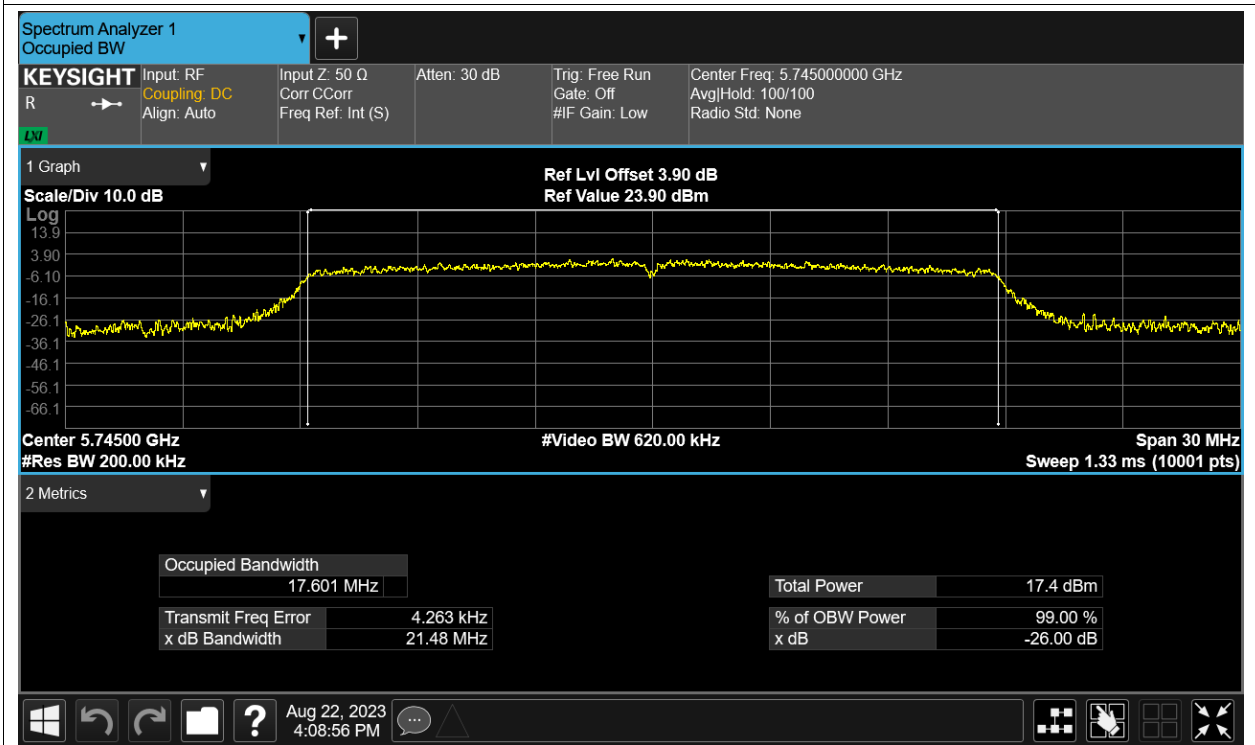 Spectrum Analyzer 1
Occupied BW
KEYSIGHT
R
LXI
Input: RF
Coupling: DC
Align: Auto
Input Z: 50 Ω
Corr CCorr
Freq Ref: Int (S)
Atten: 30 dB
Trig: Free Run
Gate: Off
#IF Gain: Low
Center Freq: 5.745000000 GHz
Avg|Hold: 100/100
Radio Std: None
1 Graph
Scale/Div 10.0 dB
Ref Lvl Offset 3.90 dB
Ref Value 23.90 dBm
Log
13.9
3.90
-6.10
-16.1
-26.1
-36.1
-46.1
-56.1
-66.1
Center 5.74500 GHz
#Res BW 200.00 kHz
#Video BW 620.00 kHz
Span 30 MHz
Sweep 1.33 ms (10001 pts)
2 Metrics
Occupied Bandwidth
17.601 MHz
Transmit Freq Error 4.263 kHz
x dB Bandwidth 21.48 MHz
Total Power 17.4 dBm
% of OBW Power 99.00 %
x dB -26.00 dB
?
Aug 22, 2023
4:08:56 PM